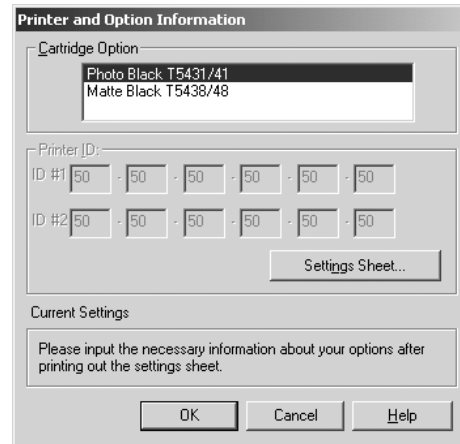 Printer and Option Information
Cartridge Option
Photo Black T5431/41
Matte Black T5438/48
Printer ID:
ID #1 50 - 50 - 50 - 50 - 50 - 50
ID #2 50 - 50 - 50 - 50 - 50 - 50
Settings Sheet...
Current Settings
Please input the necessary information about your options after
printing out the settings sheet.
OK Cancel Help